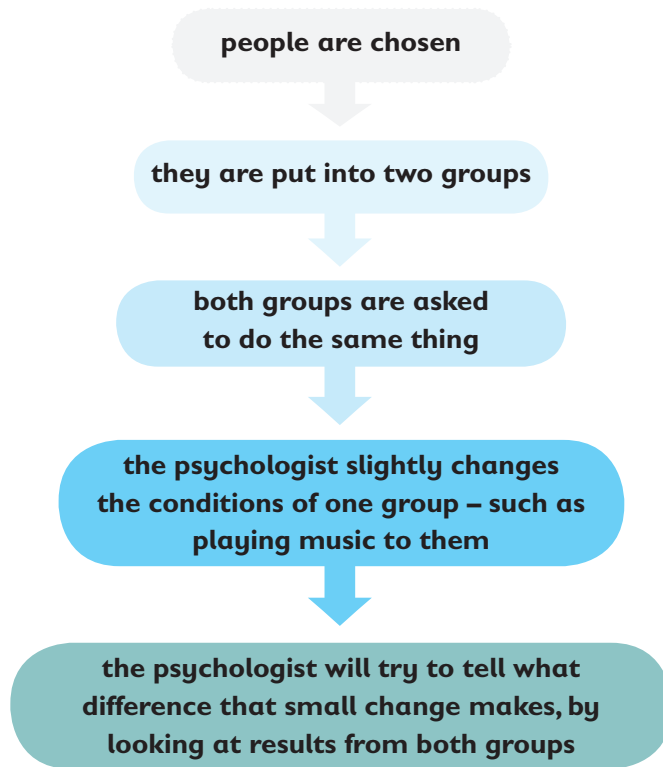 people are chosen
they are put into two groups
both groups are asked
to do the same thing
the psychologist slightly changes
the conditions of one group – such as
playing music to them
the psychologist will try to tell what
difference that small change makes, by
looking at results from both groups